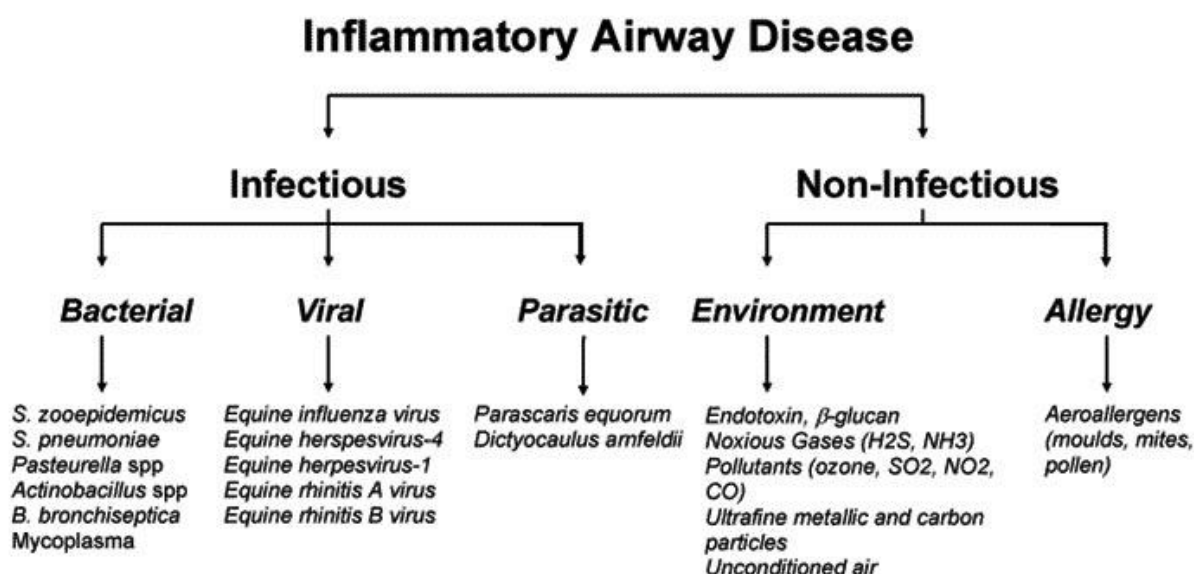 Inflammatory Airway Disease
Infectious
Non-Infectious
Bacterial
Viral
Parasitic
Environment
Allergy
S. zooepidemicus
S. pneumoniae
Pasteurella spp
Actinobacillus spp
B. bronchiseptica
Mycoplasma
Equine influenza virus
Equine herspesvirus-4
Equine herpesvirus-1
Equine rhinitis A virus
Equine rhinitis B virus
Parascaris equorum
Dictyocaulus arnfeldii
Endotoxin, β-glucan
Noxious Gases (H2S, NH3)
Pollutants (ozone, SO2, NO2,
CO)
Ultrafine metallic and carbon
particles
Unconditioned air
Aeroallergens
(moulds, mites,
pollen)